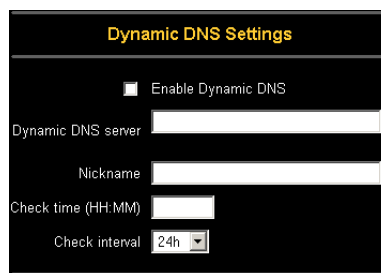 Dynamic DNS Settings
Enable Dynamic DNS
Dynamic DNS server
Nickname
Check time (HH:MM)
Check interval 24h